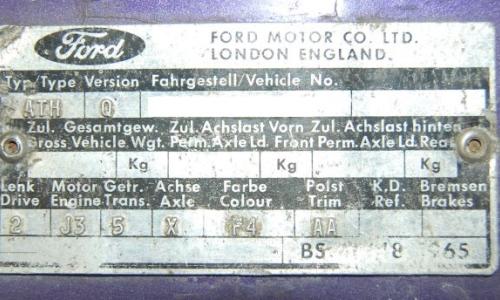 Ford
FORD MOTOR CO. LTD.
LONDON ENGLAND.
Typ/Type Version Fahrgestell/Vehicle No.
ATH Q
Zul. Gesamtgew. Zul. Achslast Vorn Zul. Achslast hinten
Gross Vehicle Wgt. Perm. Axle Ld. Front Perm. Axle Ld. Rear
Kg Kg Kg
Lenk Motor Getr. Achse Farbe Polst K.D. Bremsen
Drive Engine Trans. Axle Colour Trim Ref. Brakes
2 J3 5 X F4 AA
BS 65